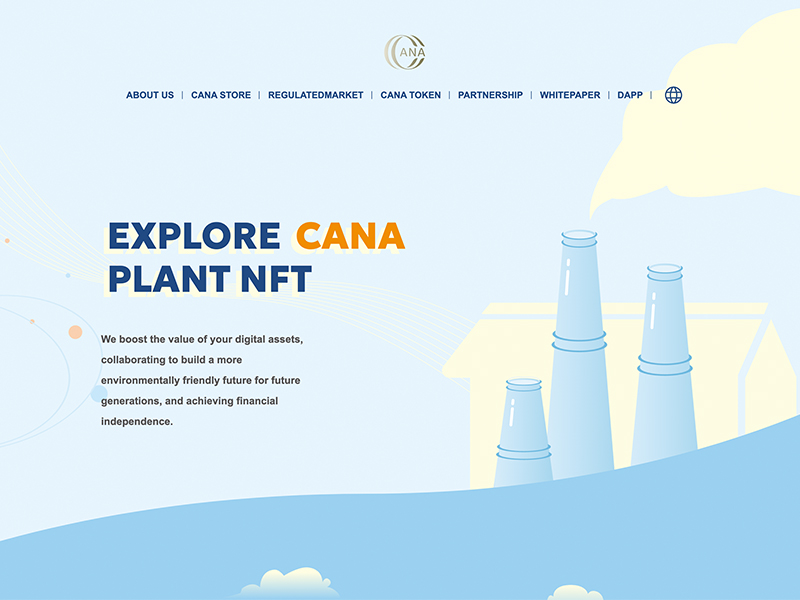 CANA
ABOUT US | CANA STORE | REGULATEDMARKET | CANA TOKEN | PARTNERSHIP | WHITEPAPER | DAPP |
EXPLORE CANA
PLANT NFT
We boost the value of your digital assets,
collaborating to build a more
environmentally friendly future for future
generations, and achieving financial
independence.